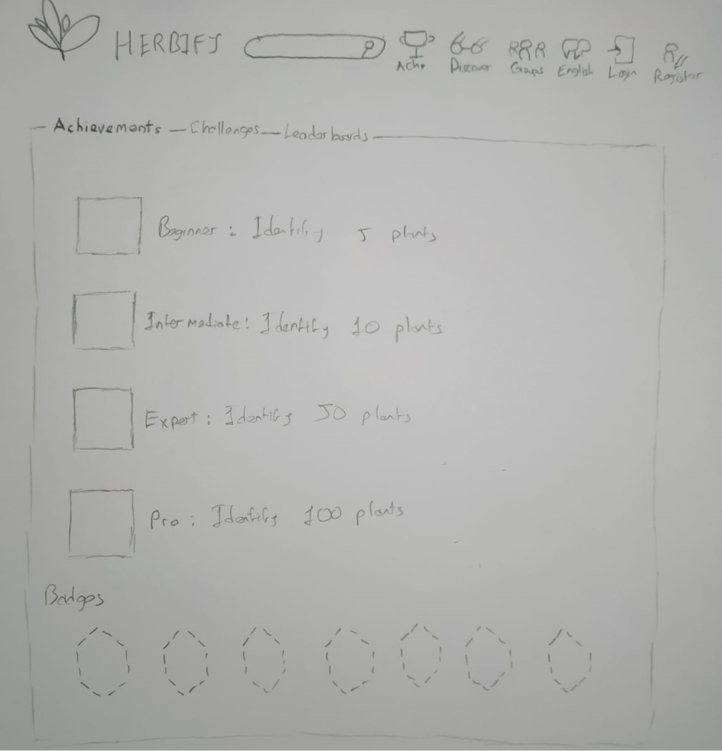 HERBIFY
Ach. Discover Groups English Login Register
Achievements Challenges Leaderboards
Beginner: Identify 5 plants
Intermediate: Identify 10 plants
Expert: Identify 50 plants
Pro: Identify 100 plants
Badges